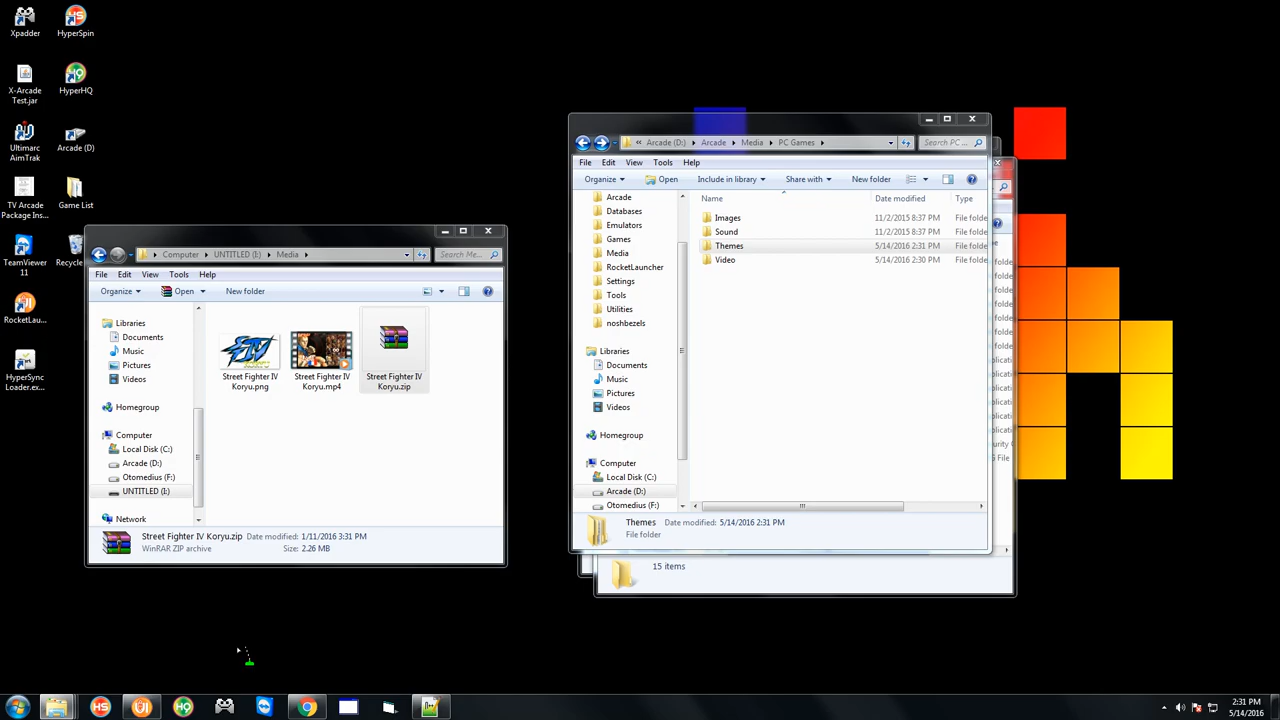 Xpadder
HyperSpin
X-Arcade
Test.jar
HyperHQ
Ultimarc
AimTrak
Arcade (D)
TV Arcade
Package Ins...
Game List
TeamViewer
11
Recycle
RocketLau...
HyperSync
Loader.ex...
Computer
UNTITLED (I:)
Media
Search Me...
File
Edit
View
Tools
Help
Organize
Open
New folder
Libraries
Documents
Music
Pictures
Videos
Homegroup
Computer
Local Disk (C:)
Arcade (D:)
Otomedius (F:)
UNTITLED (I:)
Network
Street Fighter IV
Koryu.png
Street Fighter IV
Koryu.mp4
Street Fighter IV
Koryu.zip
Street Fighter IV Koryu.zip
Date modified: 1/11/2016 3:31 PM
WinRAR ZIP archive
Size: 2.26 MB
«
Arcade (D:)
Arcade
Media
PC Games
Search PC ...
File
Edit
View
Tools
Help
Organize
Open
Include in library
Share with
New folder
Arcade
Databases
Emulators
Games
Media
RocketLauncher
Settings
Tools
Utilities
noshbezels
Libraries
Documents
Music
Pictures
Videos
Homegroup
Computer
Local Disk (C:)
Arcade (D:)
Otomedius (F:)
Name
Date modified
Type
Images
11/2/2015 8:37 PM
File folde
Sound
11/2/2015 8:37 PM
File folde
Themes
5/14/2016 2:31 PM
File folde
Video
5/14/2016 2:30 PM
File folde
Themes
Date modified: 5/14/2016 2:31 PM
File folder
15 items
2:31 PM
5/14/2016